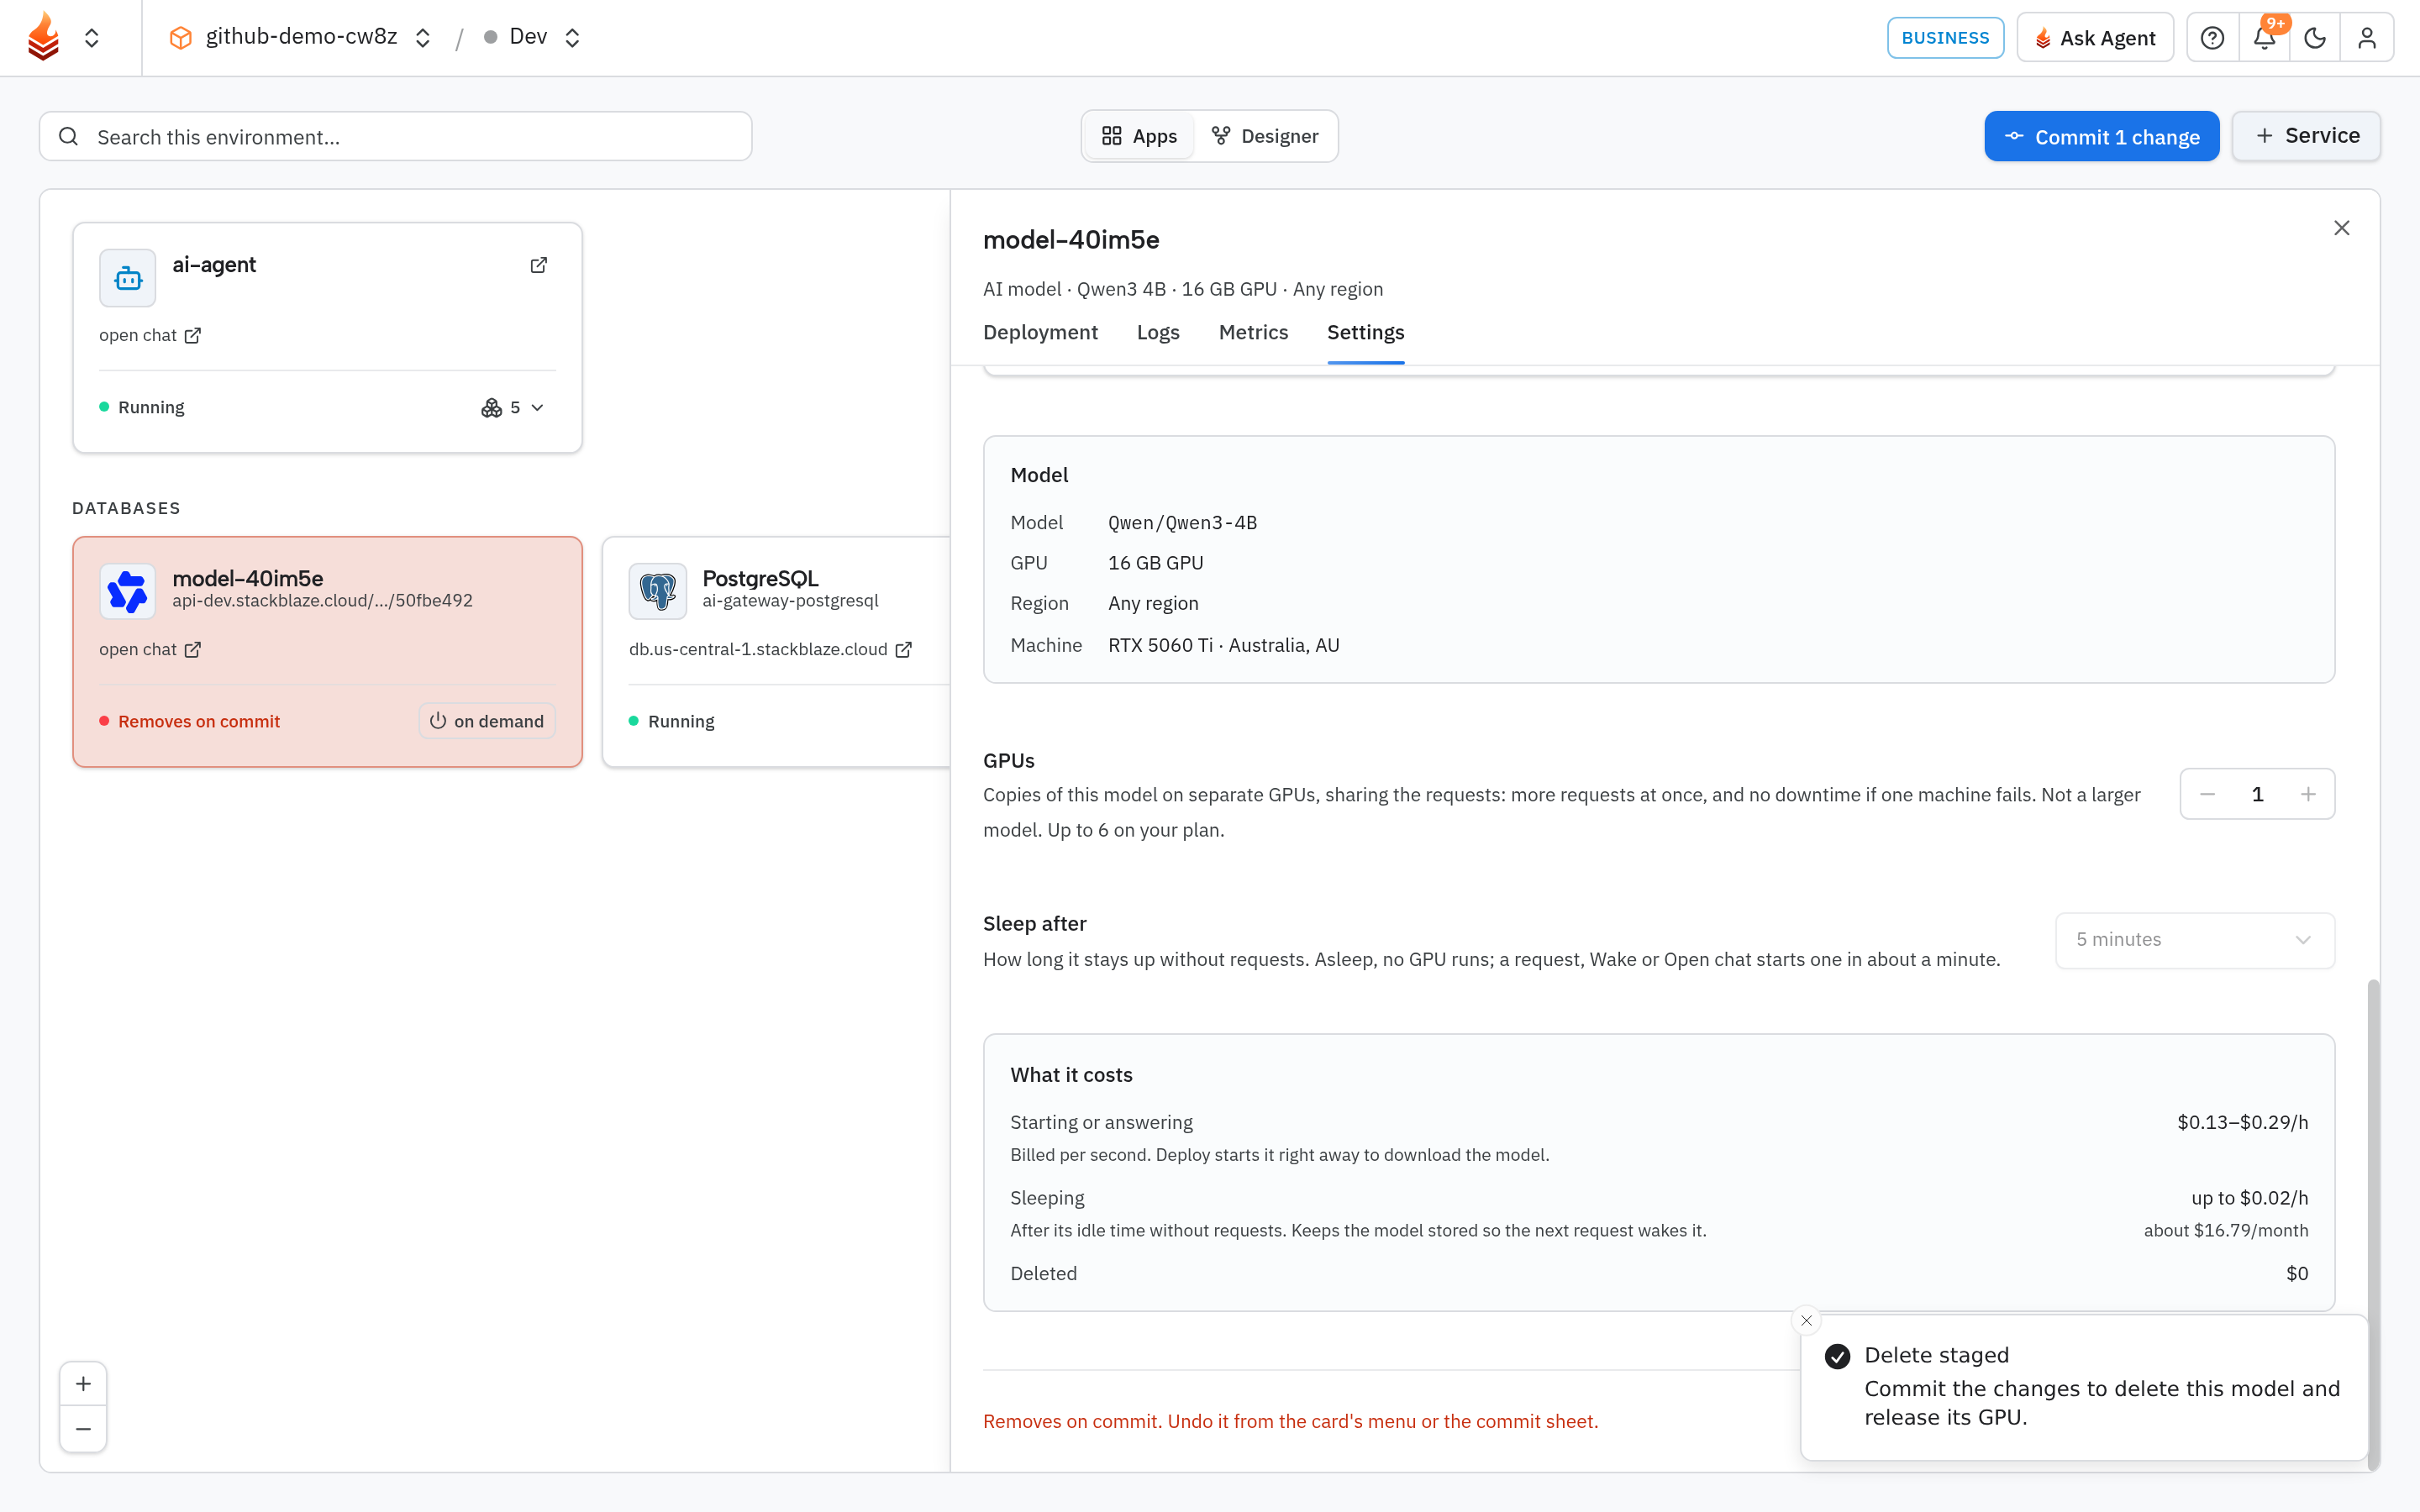 github-demo-cw8z / Dev
BUSINESS
Ask Agent
9+
Search this environment...
Apps
Designer
Commit 1 change
Service
ai-agent
open chat
Running
5
DATABASES
model-40im5e
api-dev.stackblaze.cloud/.../50fbe492
open chat
Removes on commit
on demand
PostgreSQL
ai-gateway-postgresql
db.us-central-1.stackblaze.cloud
Running
model-40im5e
AI model · Qwen3 4B · 16 GB GPU · Any region
Deployment
Logs
Metrics
Settings
Model
Model Qwen/Qwen3-4B
GPU 16 GB GPU
Region Any region
Machine RTX 5060 Ti · Australia, AU
GPUs
Copies of this model on separate GPUs, sharing the requests: more requests at once, and no downtime if one machine fails. Not a larger
model. Up to 6 on your plan.
1
Sleep after
How long it stays up without requests. Asleep, no GPU runs; a request, Wake or Open chat starts one in about a minute.
5 minutes
What it costs
Starting or answering $0.13–$0.29/h
Billed per second. Deploy starts it right away to download the model.
Sleeping up to $0.02/h
After its idle time without requests. Keeps the model stored so the next request wakes it. about $16.79/month
Deleted $0
Removes on commit. Undo it from the card's menu or the commit sheet.
Delete staged
Commit the changes to delete this model and
release its GPU.